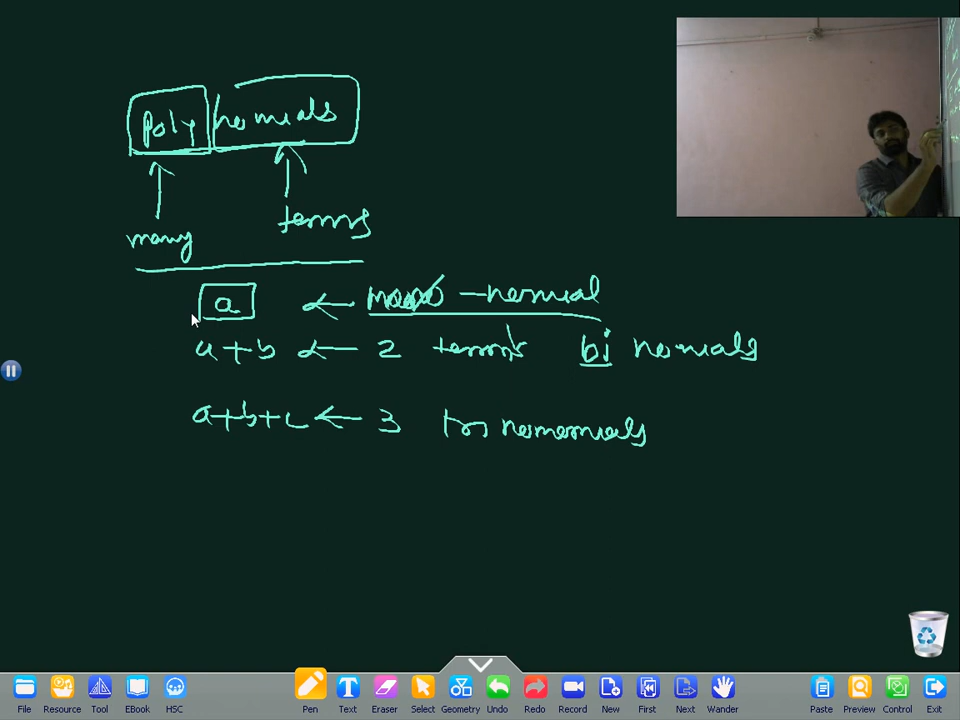 poly nomials
many terms
a ← mono - nomial
a+b ← 2 terms bi nomials
a+b+c ← 3 tri nomomials
File Resource Tool EBook HSC Pen Text Eraser Select Geometry Undo Redo Record New First Next Wander Paste Preview Control Exit